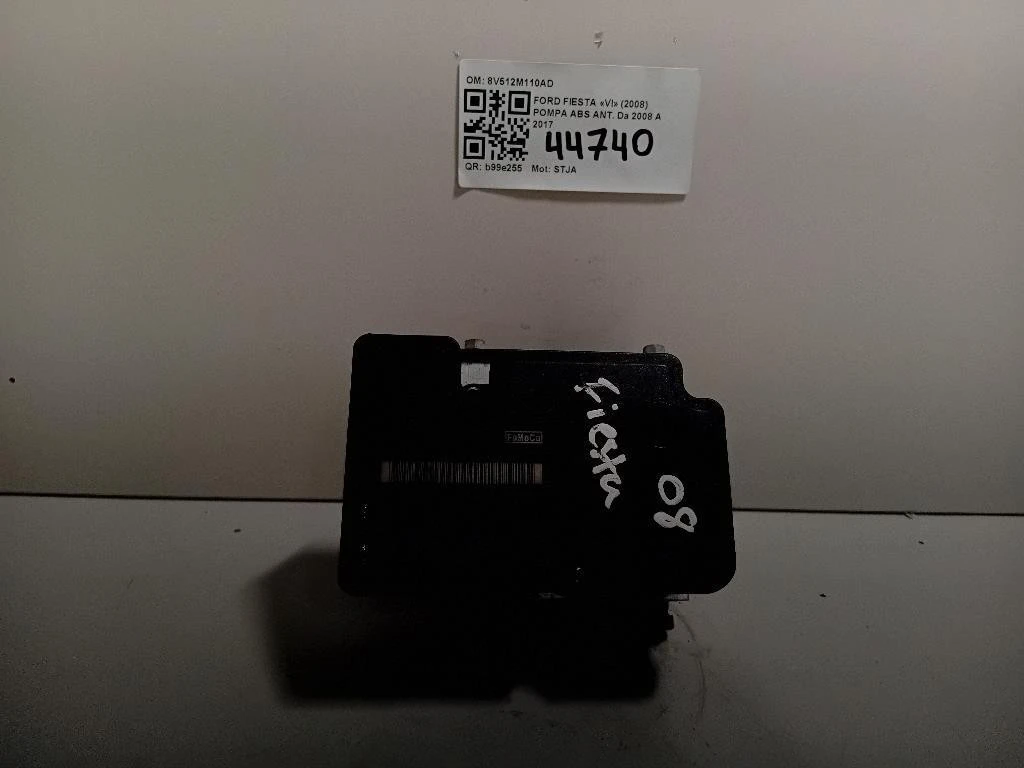 OM: 8V512M110AD
FORD FIESTA «VI» (2008)
POMPA ABS ANT. Da 2008 A
2017
44740
QR: b99e255 Mot: STJA
FoMoCo
Fiesta
08